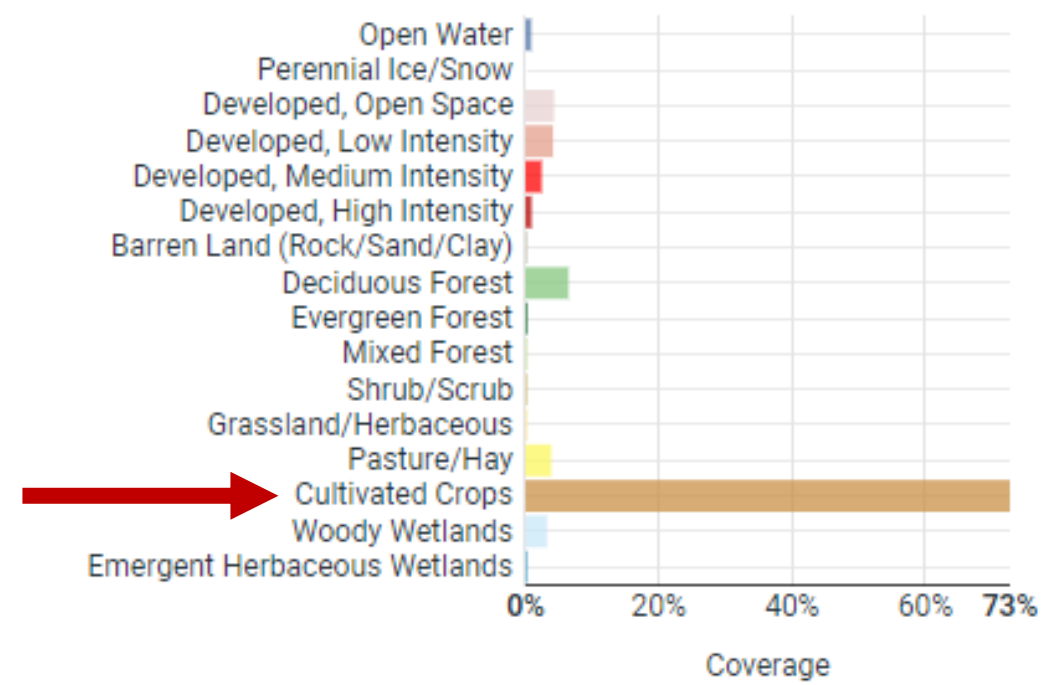 Open Water
Perennial Ice/Snow
Developed, Open Space
Developed, Low Intensity
Developed, Medium Intensity
Developed, High Intensity
Barren Land (Rock/Sand/Clay)
Deciduous Forest
Evergreen Forest
Mixed Forest
Shrub/Scrub
Grassland/Herbaceous
Pasture/Hay
Cultivated Crops
Woody Wetlands
Emergent Herbaceous Wetlands
0% 20% 40% 60% 73%
Coverage